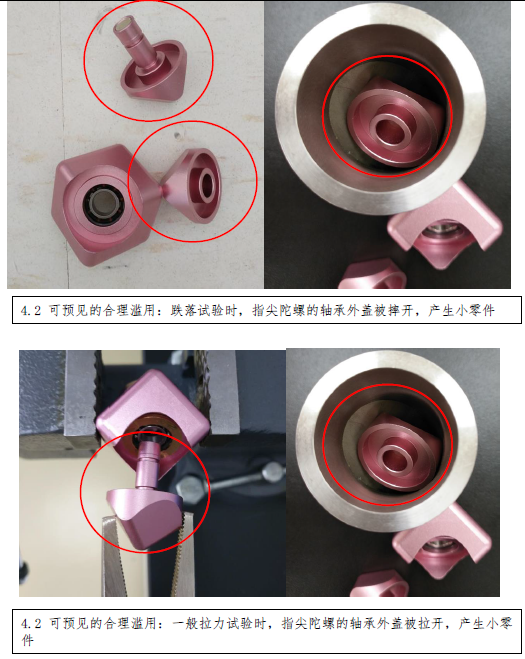 4.2 可预见的合理滥用：跌落试验时，指尖陀螺的轴承外盖被摔开，产生小零件
4.2 可预见的合理滥用：一般拉力试验时，指尖陀螺的轴承外盖被拉开，产生小零
件